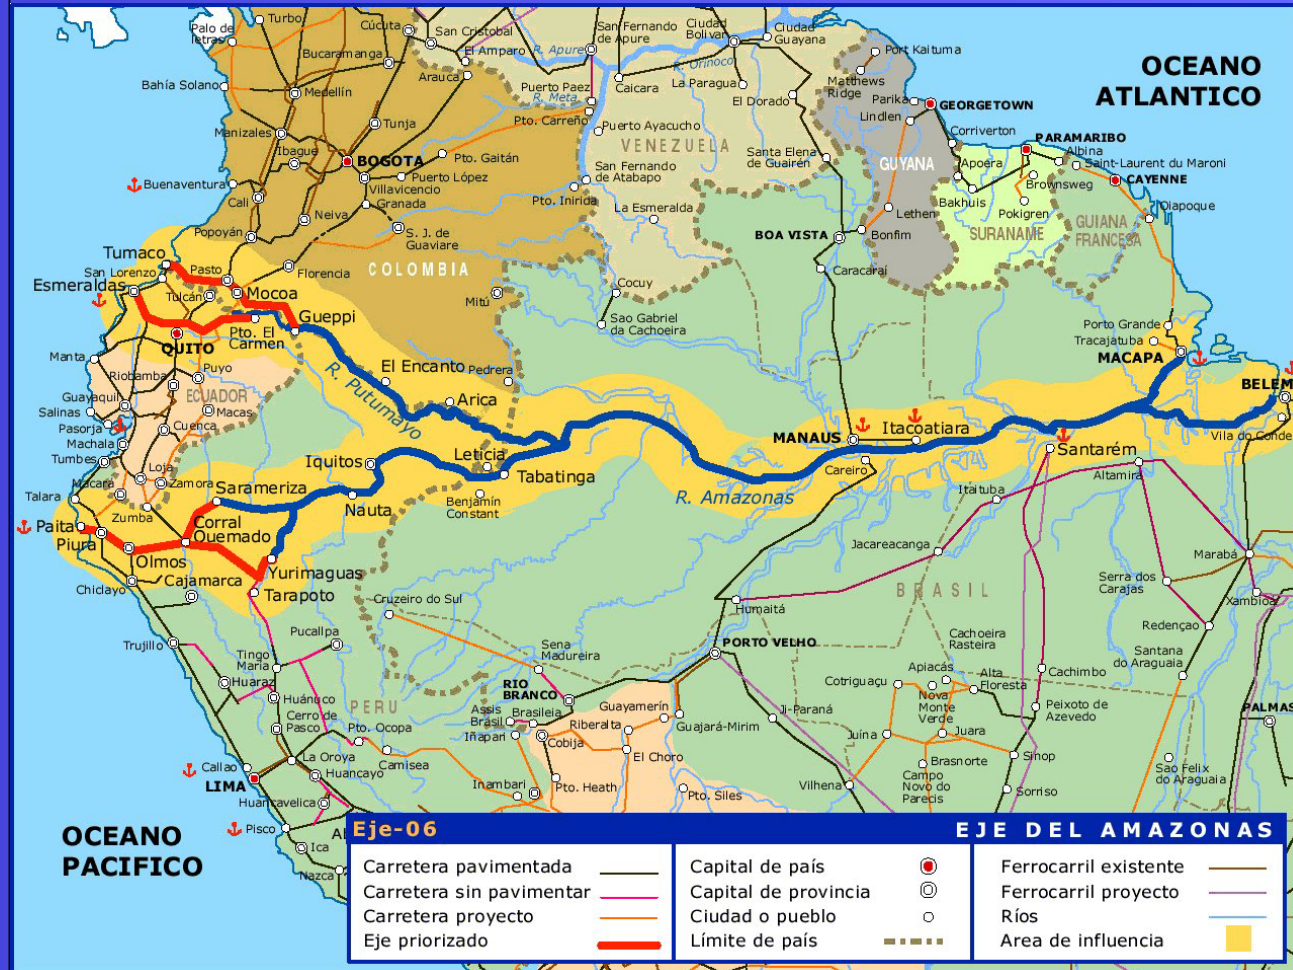 Turbo
Palo de
letras
Cúcuta
San Cristobal
San Fernando
de Apure
Ciudad
Bolivar
Ciudad
Guayana
Bucaramanga
El Amparo
R. Apure
R. Orinoco
Port Kaituma
OCEANO
ATLANTICO
Bahía Solano
Medellín
Arauca
Puerto Paez
R. Meta
Caicara
La Paragua
El Dorado
Matthews
Ridge
Parika
GEORGETOWN
Lindlen
Manizales
Tunja
Pto. Carreño
Puerto Ayacucho
VENEZUELA
Corriverton
PARAMARIBO
Albina
Ibague
BOGOTA
Pto. Gaitán
Santa Elena
de Guairén
GUYANA
Apoera
Saint-Laurent du Maroni
CAYENNE
Buenaventura
Puerto López
Villavicencio
San Fernando
de Atabapo
Brownsweg
Cali
Granada
Pto. Inirida
La Esmeralda
Bakhuis
Pokigren
Oiapoque
Neiva
Lethen
Popoyán
S. J. de
Guaviare
BOA VISTA
Bonfim
SURANAME
GUIANA
FRANCESA
Tumaco
San Lorenzo
Pasto
Florencia
COLOMBIA
Caracaraí
Esmeraldas
Tulcán
Mocoa
Mitú
Cocuy
Gueppi
Sao Gabriel
da Cachoeira
Porto Grande
Tracajatuba
QUITO
Pto. El
Carmen
MACAPA
Manta
Riobamba
Puyo
R. Putumayo
El Encanto
Pedrera
BELEM
Guayaquil
ECUADOR
Salinas
Macas
Arica
Pasorja
Cuenca
Machala
MANAUS
Itacoatiara
Vila do Conde
Tumbes
Loja
Iquitos
Leticia
Santarém
Macará
Zamora
Tabatinga
Careiro
Talara
Sarameriza
Altamira
Zumba
Nauta
Benjamín
Constant
R. Amazonas
Itaituba
Paita
Corral
Quemado
Piura
Olmos
Jacareacanga
Marabá
Cajamarca
Yurimaguas
Chiclayo
Tarapoto
BRASIL
Serra dos
Carajas
Cruzeiro do Sul
Humaitá
Xambioa
Trujillo
Pucallpa
Sena
Madureira
PORTO VELHO
Cachoeira
Rasteira
Redençao
Tingo
Maria
Santana
do Araguaia
Huaraz
RIO
BRANCO
Cotriguaçu
Apiacás
Alta
Floresta
Cachimbo
Huánuco
PERU
Assis
Brasil
Brasileia
Guayamerín
Nova
Monte
Verde
Peixoto de
Azevedo
PALMAS
Cerro de
Pasco
Pto. Ocopa
Iñapari
Riberalta
Guajará-Mirim
Ji-Paraná
Juína
Juara
Cobija
Callao
La Oroya
Camisea
El Choro
Brasnorte
Sinop
LIMA
Huancayo
Inambari
Pto. Heath
Pto. Siles
Vilhena
Campo
Novo do
Parecis
Sao Felix
do Araguaia
Huancavelica
Sorriso
Pisco
Ica
Nazca
OCEANO
PACIFICO
Eje-06
EJE DEL AMAZONAS
Carretera pavimentada
Carretera sin pavimentar
Carretera proyecto
Eje priorizado
Capital de país
Capital de provincia
Ciudad o pueblo
Límite de país
Ferrocarril existente
Ferrocarril proyecto
Ríos
Area de influencia